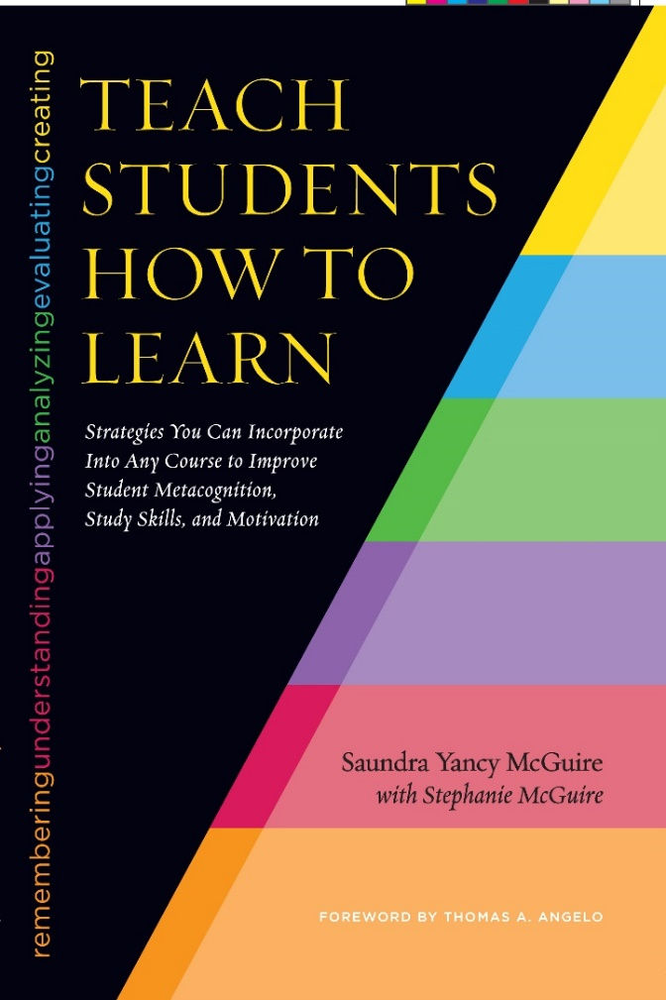 TEACH
STUDENTS
HOW TO
LEARN
Strategies You Can Incorporate
Into Any Course to Improve
Student Metacognition,
Study Skills, and Motivation
rememberingunderstandingapplyinganalyzingevaluatingcreating
Saundra Yancy McGuire
with Stephanie McGuire
FOREWORD BY THOMAS A. ANGELO